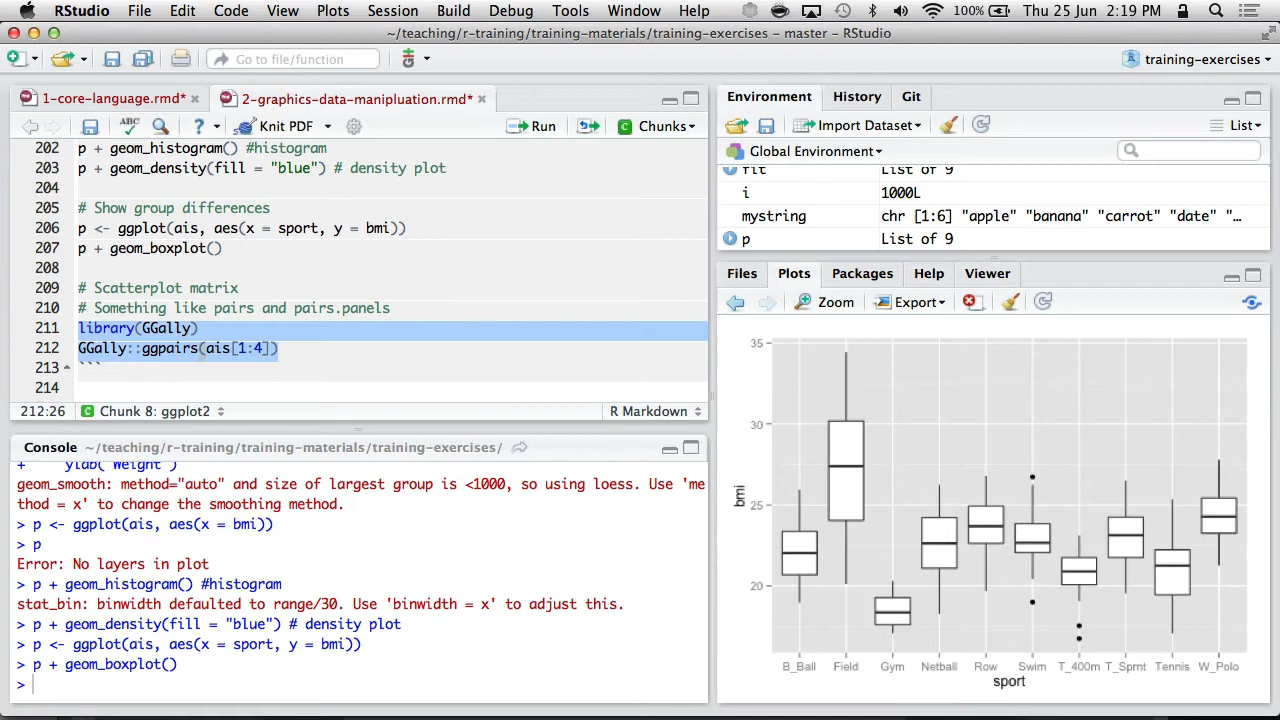 RStudio File Edit Code View Plots Session Build Debug Tools Window Help 100% Thu 25 Jun 2:19 PM
~/teaching/r-training/training-materials/training-exercises - master - RStudio
Go to file/function training-exercises
1-core-language.rmd* 2-graphics-data-manipluation.rmd*
ABC ? Knit PDF Run Chunks
202 p + geom_histogram() #histogram
203 p + geom_density(fill = "blue") # density plot
204
205 # Show group differences
206 p <- ggplot(ais, aes(x = sport, y = bmi))
207 p + geom_boxplot()
208
209 # Scatterplot matrix
210 # Something like pairs and pairs.panels
211 library(GGally)
212 GGally::ggpairs(ais[1:4])
213 ```
214
212:26 Chunk 8: ggplot2 R Markdown
Console ~/teaching/r-training/training-materials/training-exercises/
+ ylab("Weight")
geom_smooth: method="auto" and size of largest group is <1000, so using loess. Use 'me
thod = x' to change the smoothing method.
> p <- ggplot(ais, aes(x = bmi))
> p
Error: No layers in plot
> p + geom_histogram() #histogram
stat_bin: binwidth defaulted to range/30. Use 'binwidth = x' to adjust this.
> p + geom_density(fill = "blue") # density plot
> p <- ggplot(ais, aes(x = sport, y = bmi))
> p + geom_boxplot()
>
Environment History Git
Import Dataset List
Global Environment
fit List of 9
i 1000L
mystring chr [1:6] "apple" "banana" "carrot" "date" "…
p List of 9
Files Plots Packages Help Viewer
Zoom Export
35
30
25
20
bmi
B_Ball Field Gym Netball Row Swim T_400m T_Sprnt Tennis W_Polo
sport